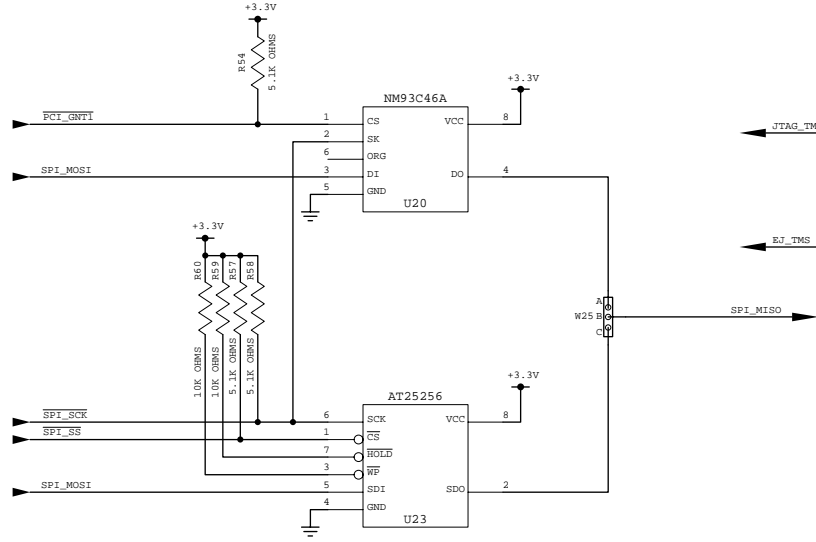 +3.3V
R54
5.1K OHMS
+3.3V
NM93C46A
PCI_GNT1
1 CS VCC 8
2 SK
6 ORG
SPI_MOSI
3 DI DO 4
5 GND
U20
JTAG_TM
+3.3V
R60
R59
R57
R58
10K OHMS
10K OHMS
5.1K OHMS
5.1K OHMS
EJ_TMS
A
W25 B
C
SPI_MISO
+3.3V
AT25256
SPI_SCK
6 SCK VCC 8
SPI_SS
1 CS
7 HOLD
3 WP
SPI_MOSI
5 SDI SDO 2
4 GND
U23